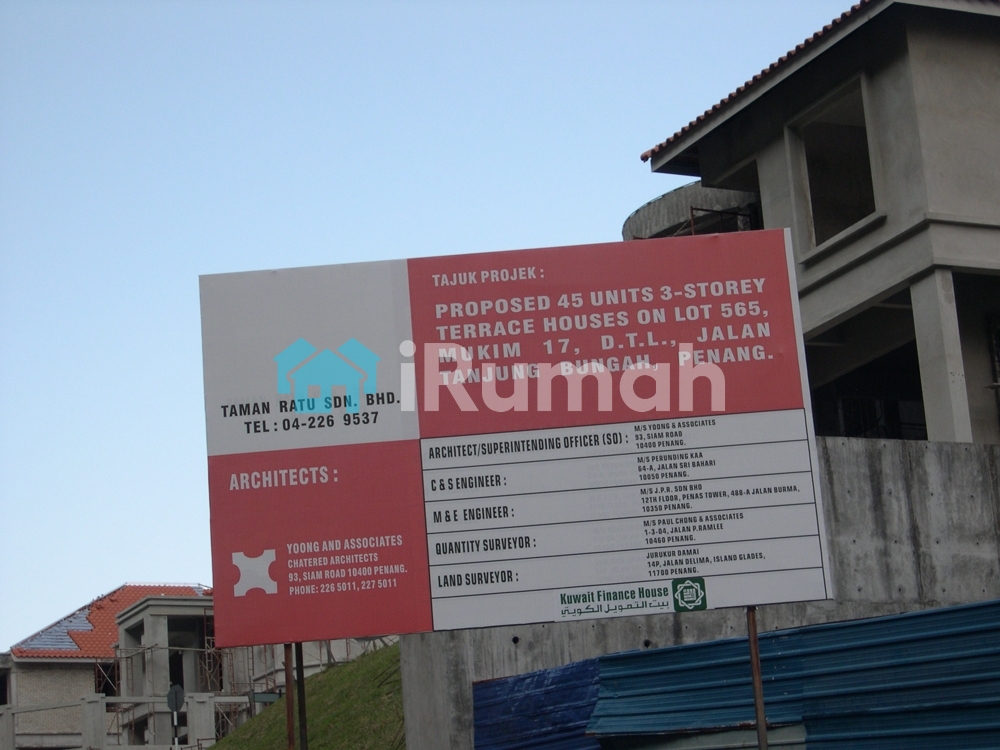 TAMAN RATU SDN. BHD.
TEL : 04-226 9537
TAJUK PROJEK :
PROPOSED 45 UNITS 3-STOREY
TERRACE HOUSES ON LOT 565,
MUKIM 17, D.T.L., JALAN
TANJUNG BUNGAH, PENANG.
iRumah
ARCHITECTS :
YOONG AND ASSOCIATES
CHATERED ARCHITECTS
93, SIAM ROAD 10400 PENANG.
PHONE: 226 5011, 227 5011
ARCHITECT/SUPERINTENDING OFFICER (SO) :
M/S YOONG & ASSOCIATES
93, SIAM ROAD
10400 PENANG.
C & S ENGINEER :
M/S PERUNDING KAA
64-A, JALAN SRI BAHARI
10050 PENANG.
M & E ENGINEER :
M/S J.P.R. SDN BHD
12TH FLOOR, PENAS TOWER, 488-A JALAN BURMA,
10350 PENANG.
QUANTITY SURVEYOR :
M/S PAUL CHONG & ASSOCIATES
1-3-04, JALAN P.RAMLEE
10460 PENANG.
LAND SURVEYOR :
JURUKUR DAMAI
14P, JALAN DELIMA, ISLAND GLADES,
11700 PENANG.
Kuwait Finance House
بيت التمويل الكويتي